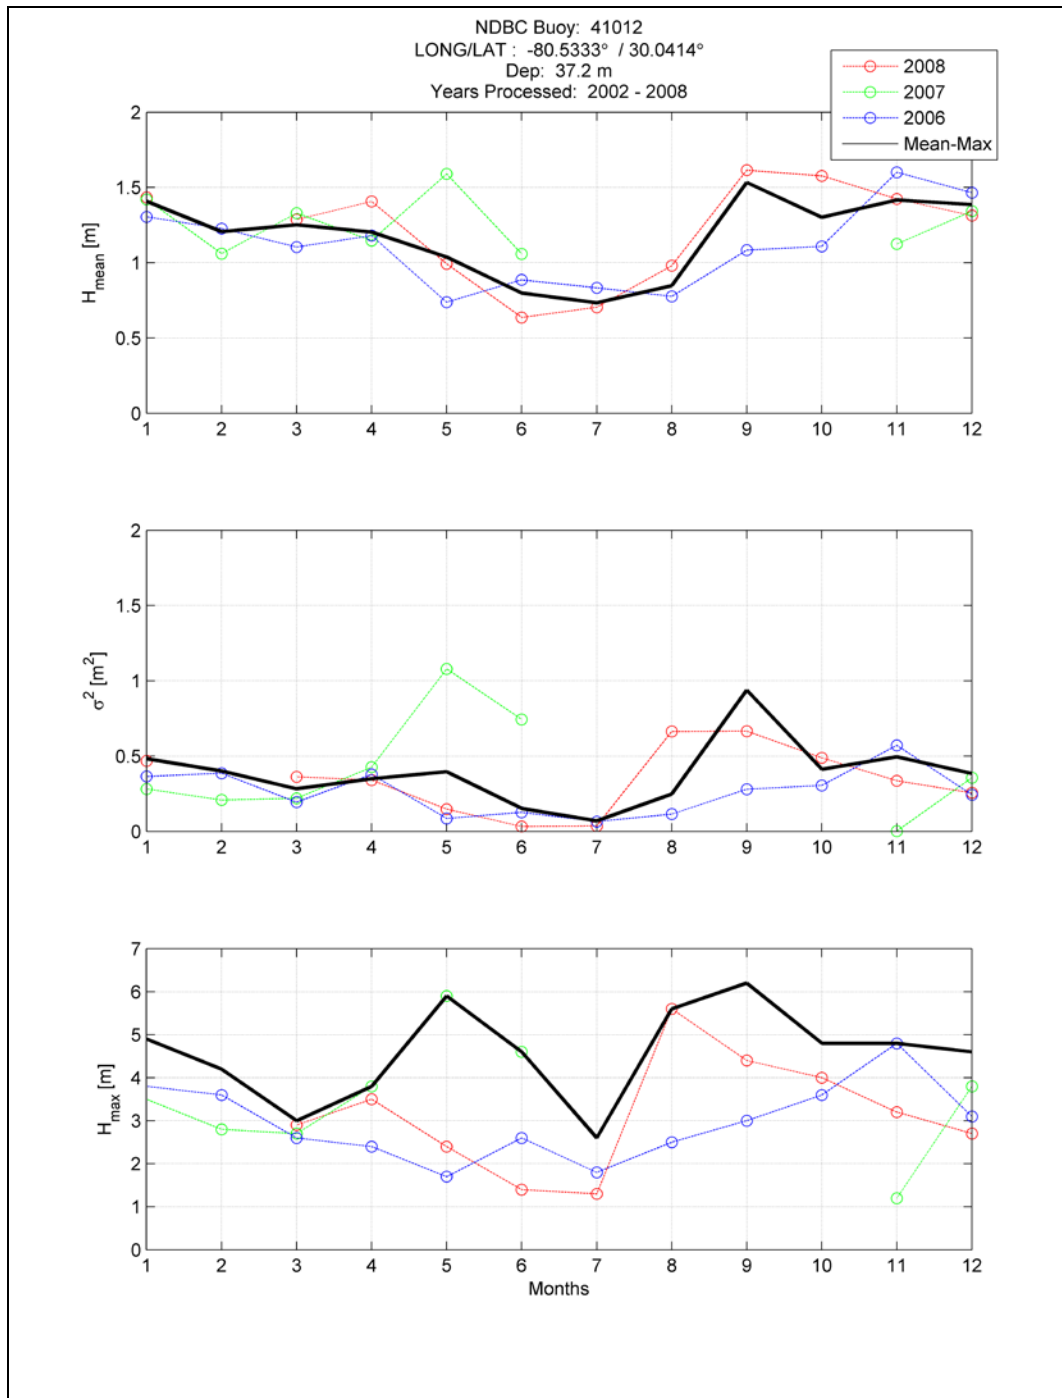 NDBC Buoy: 41012
LONG/LAT : -80.5333° / 30.0414°
Dep: 37.2 m
Years Processed: 2002 - 2008
2008
2007
2006
Mean-Max
2
1.5
1
0.5
0
H_mean [m]
1 2 3 4 5 6 7 8 9 10 11 12
2
1.5
1
0.5
0
σ² [m²]
1 2 3 4 5 6 7 8 9 10 11 12
7
6
5
4
3
2
1
0
H_max [m]
1 2 3 4 5 6 7 8 9 10 11 12
Months